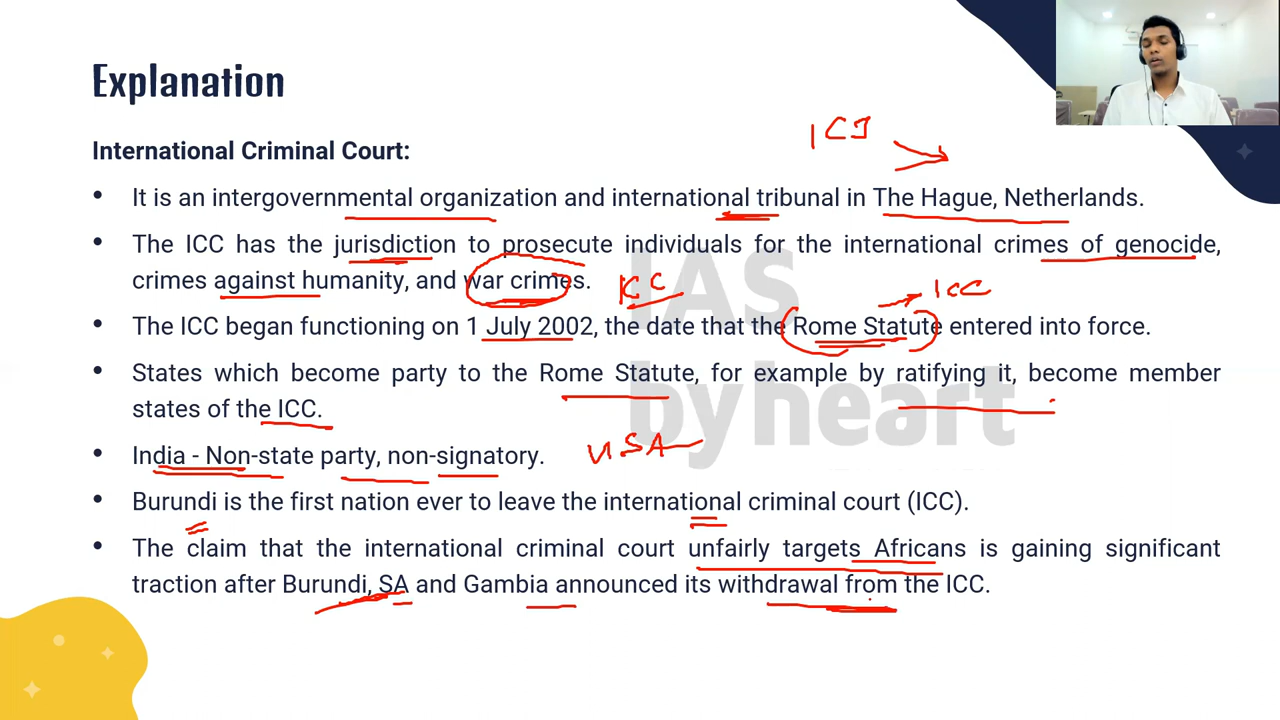 Explanation
ICJ
International Criminal Court:
• It is an intergovernmental organization and international tribunal in The Hague, Netherlands.
• The ICC has the jurisdiction to prosecute individuals for the international crimes of genocide,
crimes against humanity, and war crimes.
ICC
ICC
• The ICC began functioning on 1 July 2002, the date that the Rome Statute entered into force.
• States which become party to the Rome Statute, for example by ratifying it, become member
states of the ICC.
• India - Non-state party, non-signatory.
USA
• Burundi is the first nation ever to leave the international criminal court (ICC).
• The claim that the international criminal court unfairly targets Africans is gaining significant
traction after Burundi, SA and Gambia announced its withdrawal from the ICC.
IAS
byheart